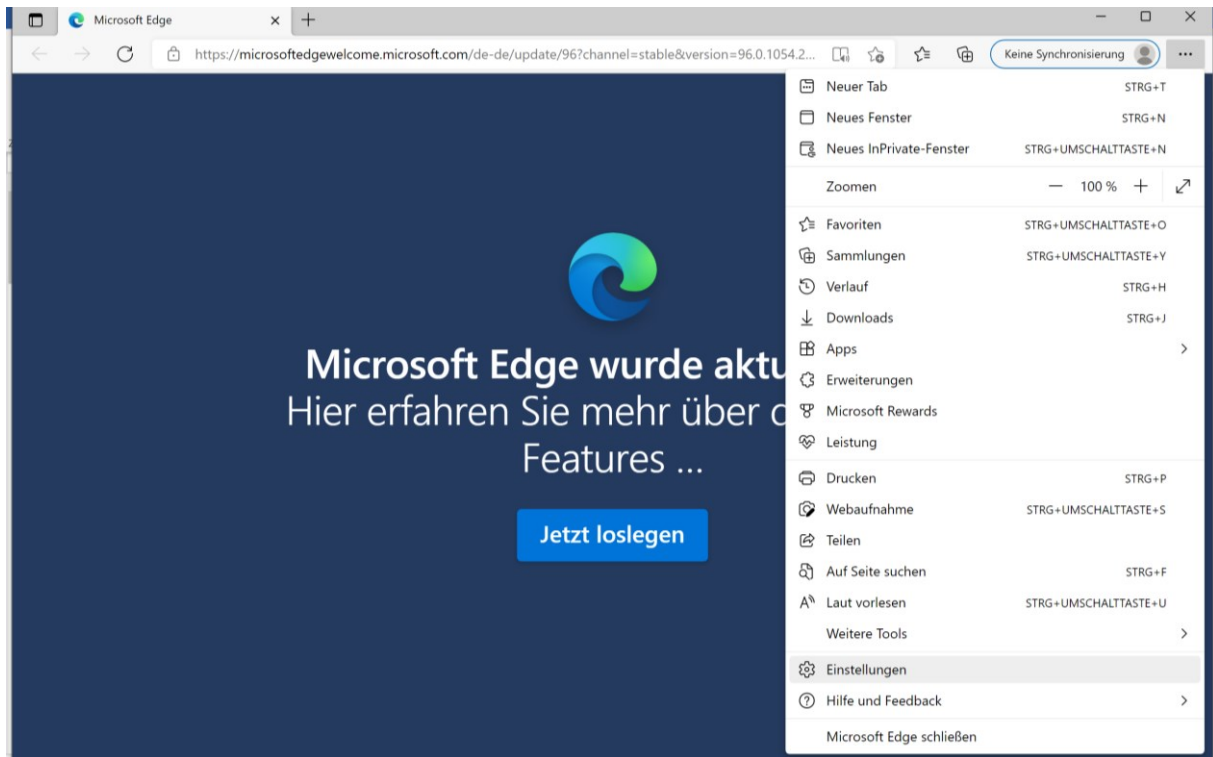 Microsoft Edge
https://microsoftedgewelcome.microsoft.com/de-de/update/96?channel=stable&version=96.0.1054.2...
Keine Synchronisierung
Neuer Tab STRG+T
Neues Fenster STRG+N
Neues InPrivate-Fenster STRG+UMSCHALTTASTE+N
Zoomen — 100 % +
Favoriten STRG+UMSCHALTTASTE+O
Sammlungen STRG+UMSCHALTTASTE+Y
Verlauf STRG+H
Downloads STRG+J
Apps
Erweiterungen
Microsoft Rewards
Leistung
Drucken STRG+P
Webaufnahme STRG+UMSCHALTTASTE+S
Teilen
Auf Seite suchen STRG+F
Laut vorlesen STRG+UMSCHALTTASTE+U
Weitere Tools
Einstellungen
Hilfe und Feedback
Microsoft Edge schließen
Microsoft Edge wurde aktu
Hier erfahren Sie mehr über
Features ...
Jetzt loslegen